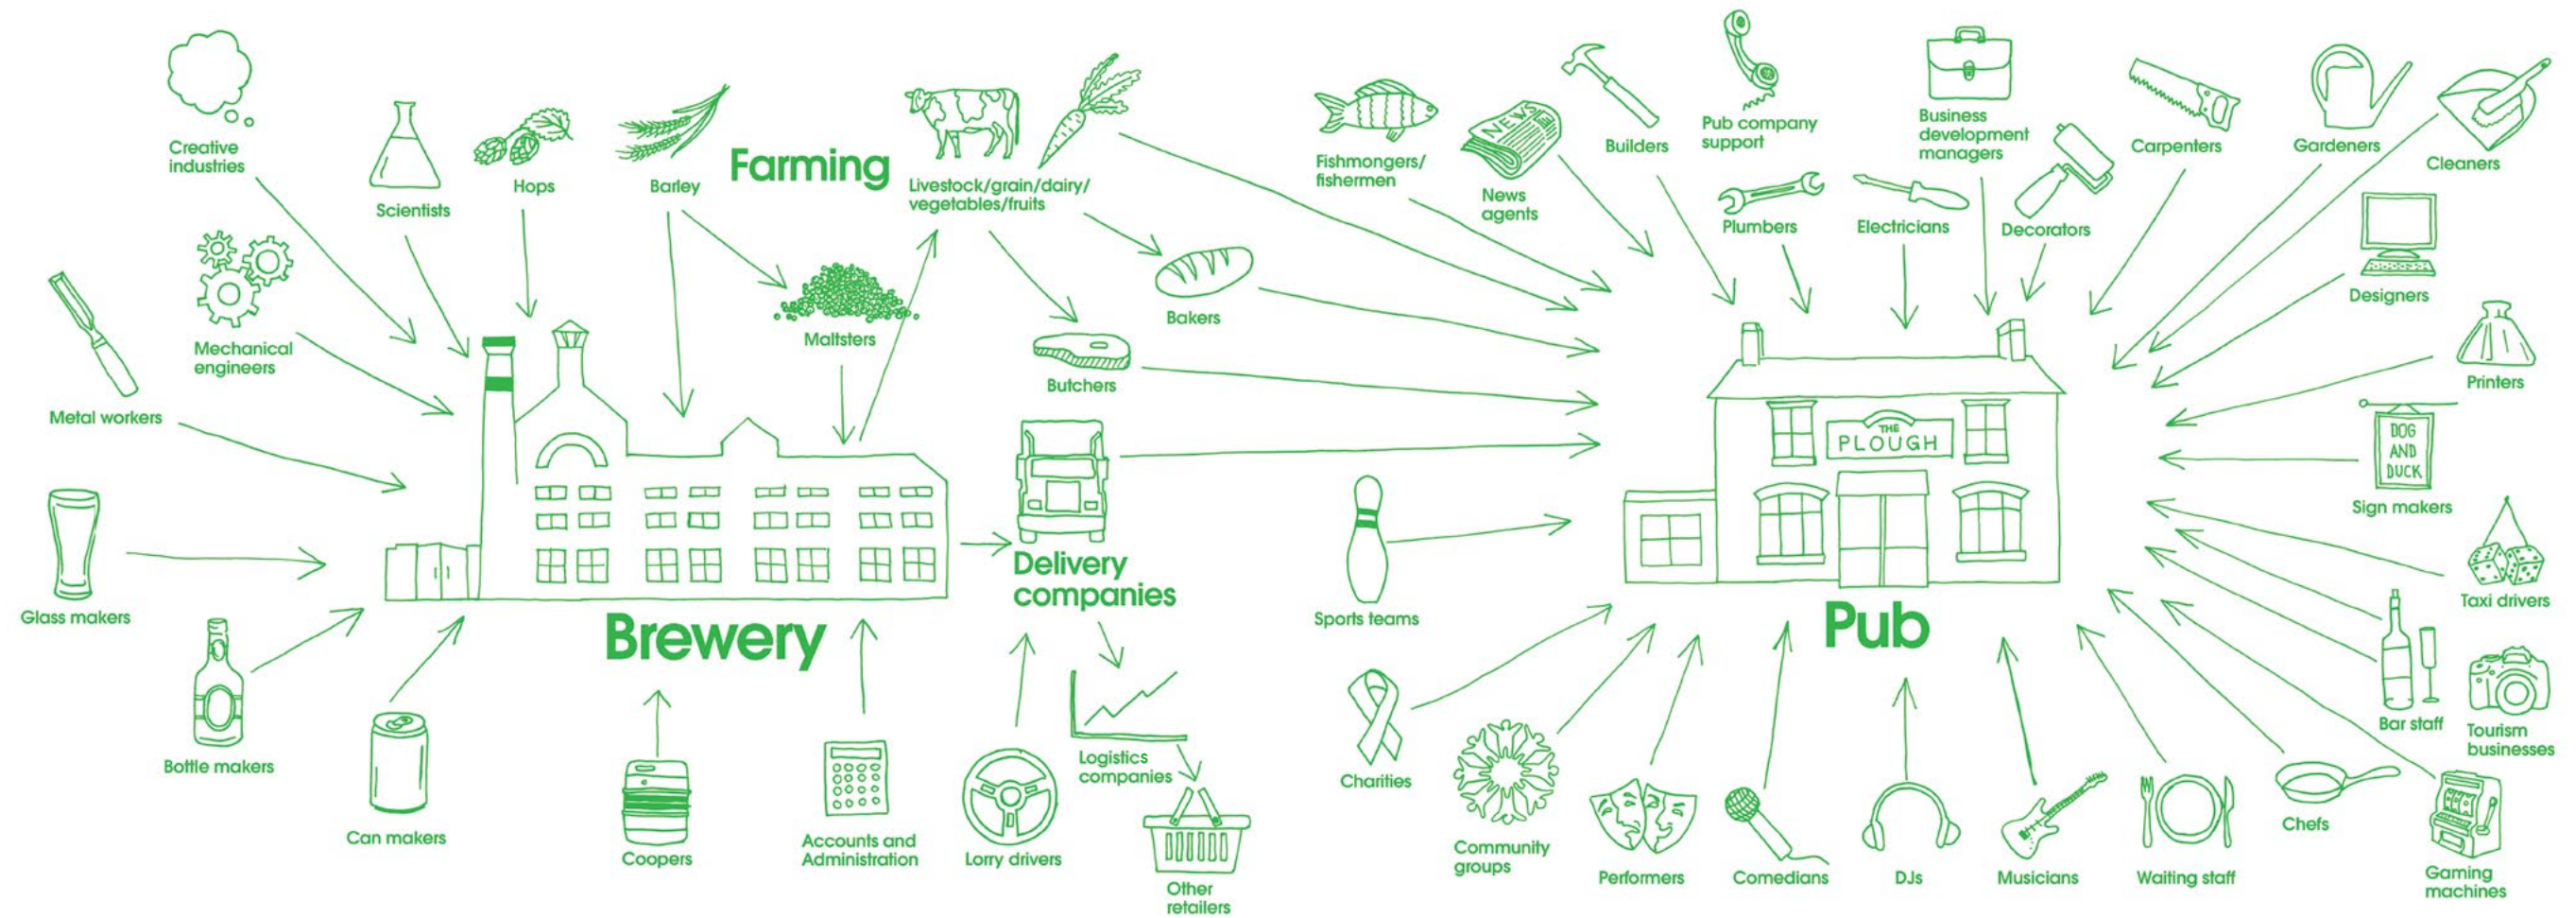 Creative
industries
Scientists
Hops
Barley
Farming
Livestock/grain/dairy/
vegetables/fruits
Fishmongers/
fishermen
NEWS
News
agents
Builders
Pub company
support
Business
development
managers
Carpenters
Gardeners
Cleaners
Plumbers
Electricians
Decorators
Designers
Mechanical
engineers
Metal workers
Maltsters
Bakers
Butchers
Printers
THE
PLOUGH
DOG
AND
DUCK
Sign makers
Glass makers
Delivery
companies
Sports teams
Taxi drivers
Brewery
Pub
Bottle makers
Can makers
Coopers
Accounts and
Administration
Lorry drivers
Logistics
companies
Other
retailers
Charities
Community
groups
Performers
Comedians
DJs
Musicians
Waiting staff
Chefs
Bar staff
Tourism
businesses
Gaming
machines